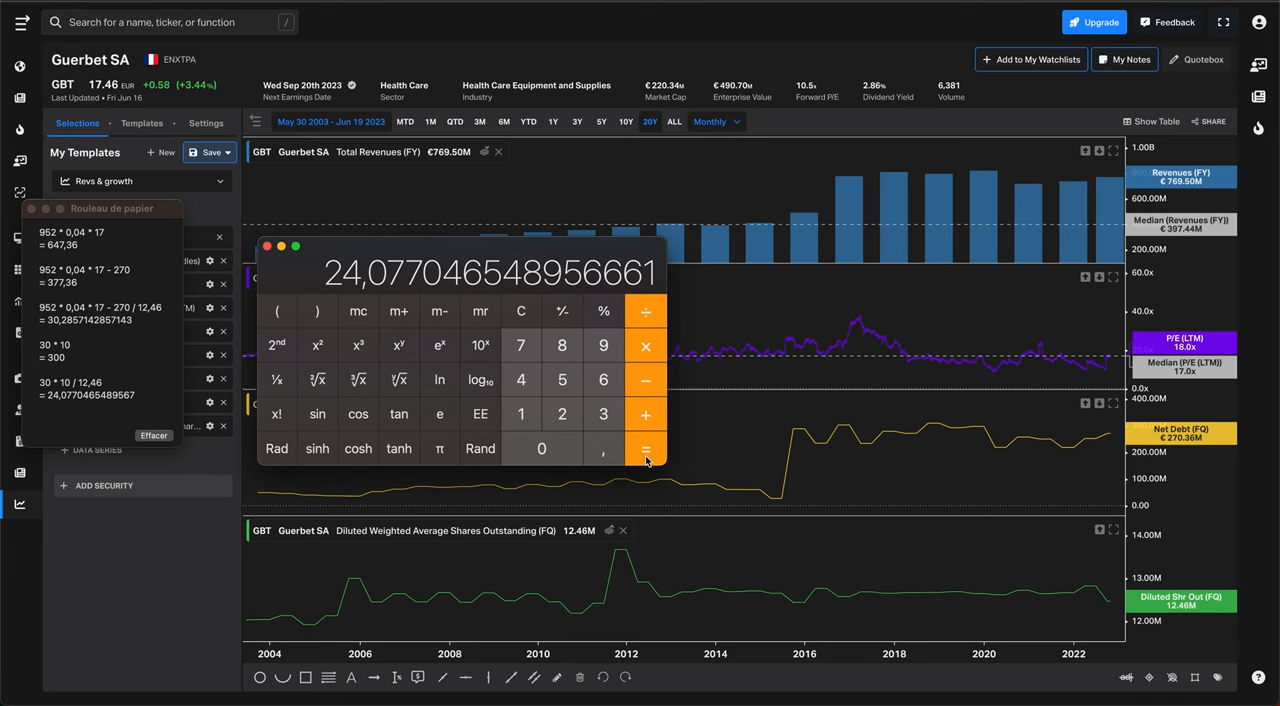 Search for a name, ticker, or function /
Upgrade Feedback
Guerbet SA ENXTPA
GBT 17.46 EUR +0.58 (+3.44%)
Last Updated • Fri Jun 16
Wed Sep 20th 2023
Next Earnings Date
Health Care
Sector
Health Care Equipment and Supplies
Industry
€ 220.34M
Market Cap
€ 490.70M
Enterprise Value
10.5x
Forward P/E
2.86%
Dividend Yield
6,381
Volume
+ Add to My Watchlists My Notes Quotebox
Selections • Templates • Settings
May 30 2003 - Jun 19 2023 MTD 1M QTD 3M 6M YTD 1Y 3Y 5Y 10Y 20Y ALL Monthly
Show Table SHARE
My Templates + New Save
Revs & growth
GBT Guerbet SA Total Revenues (FY) €769.50M
1.00B
Revenues (FY)
€ 769.50M
600.00M
Median (Revenues (FY))
€ 397.44M
200.00M
Rouleau de papier
952 * 0,04 * 17
= 647,36
952 * 0,04 * 17 - 270
= 377,36
952 * 0,04 * 17 - 270 / 12,46
= 30,2857142857143
30 * 10
= 300
30 * 10 / 12,46
= 24,0770465489567
Effacer
24,077046548956661
( ) mc m+ m- mr C +/- % ÷
2nd x² x³ xʸ eˣ 10ˣ 7 8 9 ×
¹/x ²√x ³√x ʸ√x ln log₁₀ 4 5 6 −
x! sin cos tan e EE 1 2 3 +
Rad sinh cosh tanh π Rand 0 , =
60.0x
40.0x
P/E (LTM)
18.0x
Median (P/E (LTM))
17.0x
0.0x
400.00M
Net Debt (FQ)
€ 270.36M
200.00M
100.00M
0.00
DATA SERIES
+ ADD SECURITY
GBT Guerbet SA Diluted Weighted Average Shares Outstanding (FQ) 12.46M
14.00M
13.00M
Diluted Shr Out (FQ)
12.46M
12.00M
2004 2006 2008 2010 2012 2014 2016 2018 2020 2022